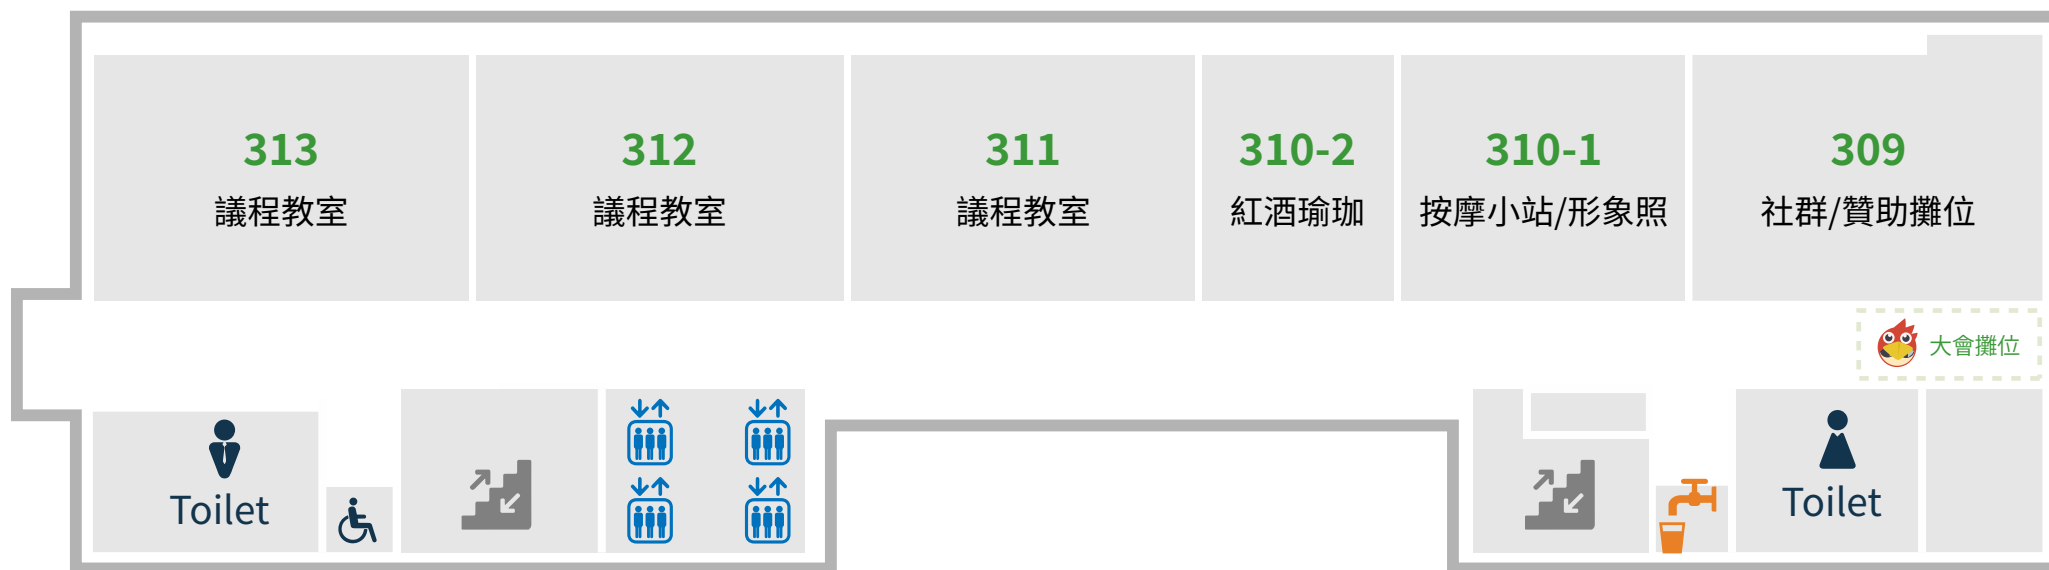 313
議程教室
312
議程教室
311
議程教室
310-2
紅酒瑜珈
310-1
按摩小站/形象照
309
社群/贊助攤位
大會攤位
Toilet
Toilet